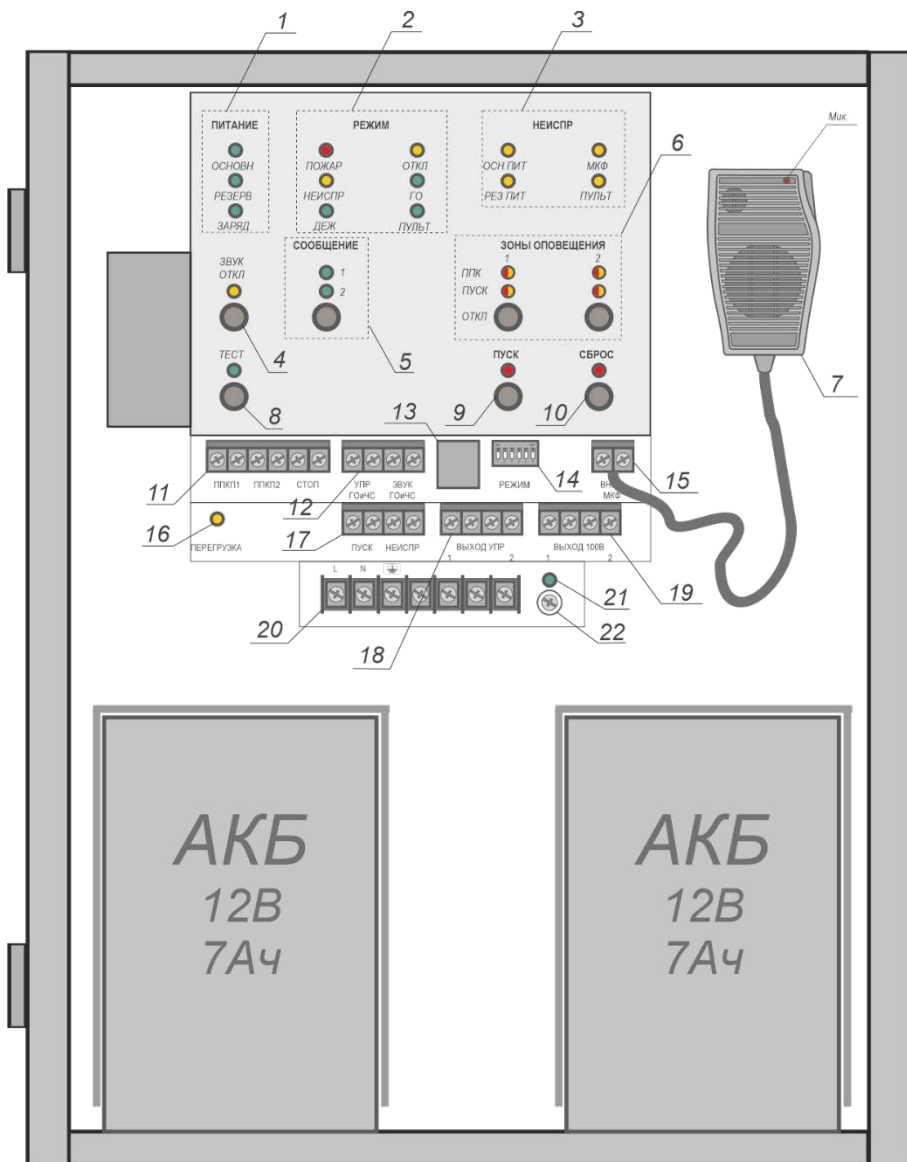 1 2 3
ПИТАНИЕ РЕЖИМ НЕИСПР
Мик.
6
ОСНОВН ПОЖАР ОТКЛ ОСН ПИТ МКФ
РЕЗЕРВ НЕИСПР ГО РЕЗ ПИТ ПУЛЬТ
ЗАРЯД ДЕЖ ПУЛЬТ
СООБЩЕНИЕ ЗОНЫ ОПОВЕЩЕНИЯ
1 2
ЗВУК
ОТКЛ
1 ППК
2 ПУСК
ОТКЛ
4 5
ТЕСТ ПУСК СБРОС
7
8 13 9 10
11 ППКП1 ППКП2 СТОП
УПР ЗВУК
ГОиЧС ГОиЧС
12
РЕЖИМ
14
МКФ
15
16
ПЕРЕГРУЗКА
17
ПУСК НЕИСПР
ВЫХОД УПР
1 2
ВЫХОД 100В
1 2
18 19
L N
20 21
22
АКБ АКБ
12В 12В
7Ач 7Ач